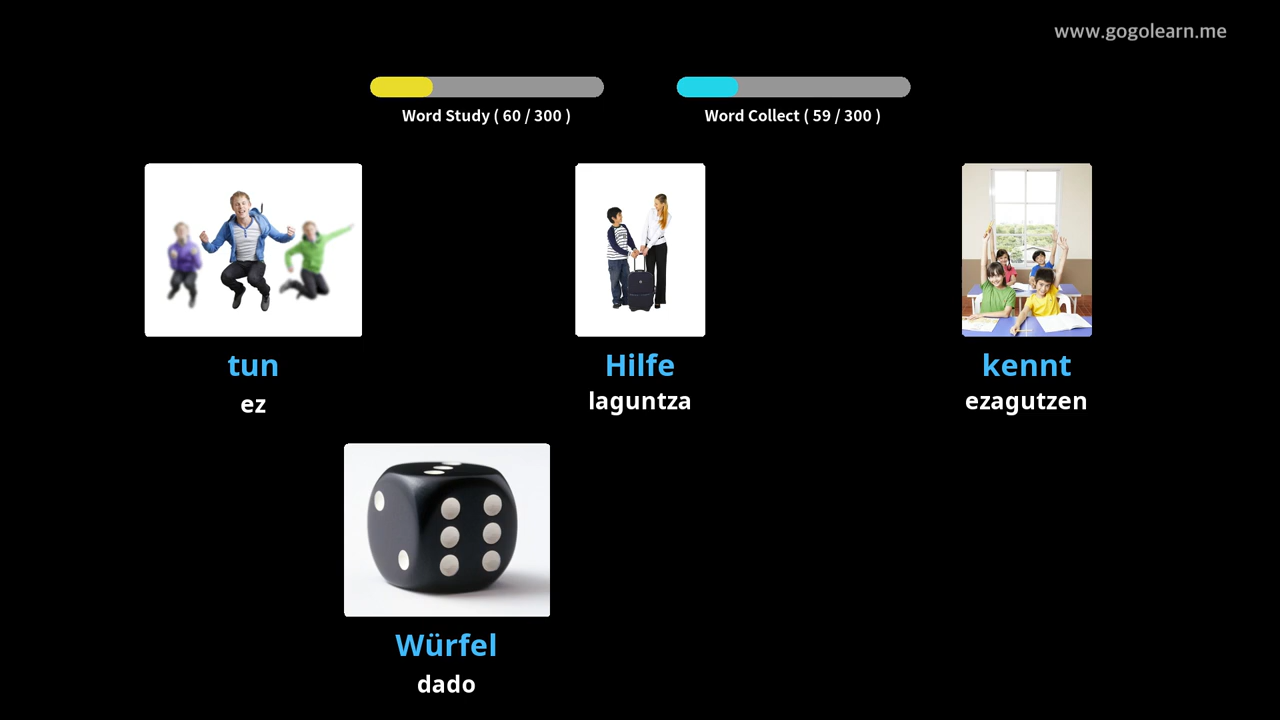 www.gogolearn.me
Word Study ( 60 / 300 )
Word Collect ( 59 / 300 )
tun
ez
Hilfe
laguntza
kennt
ezagutzen
Würfel
dado